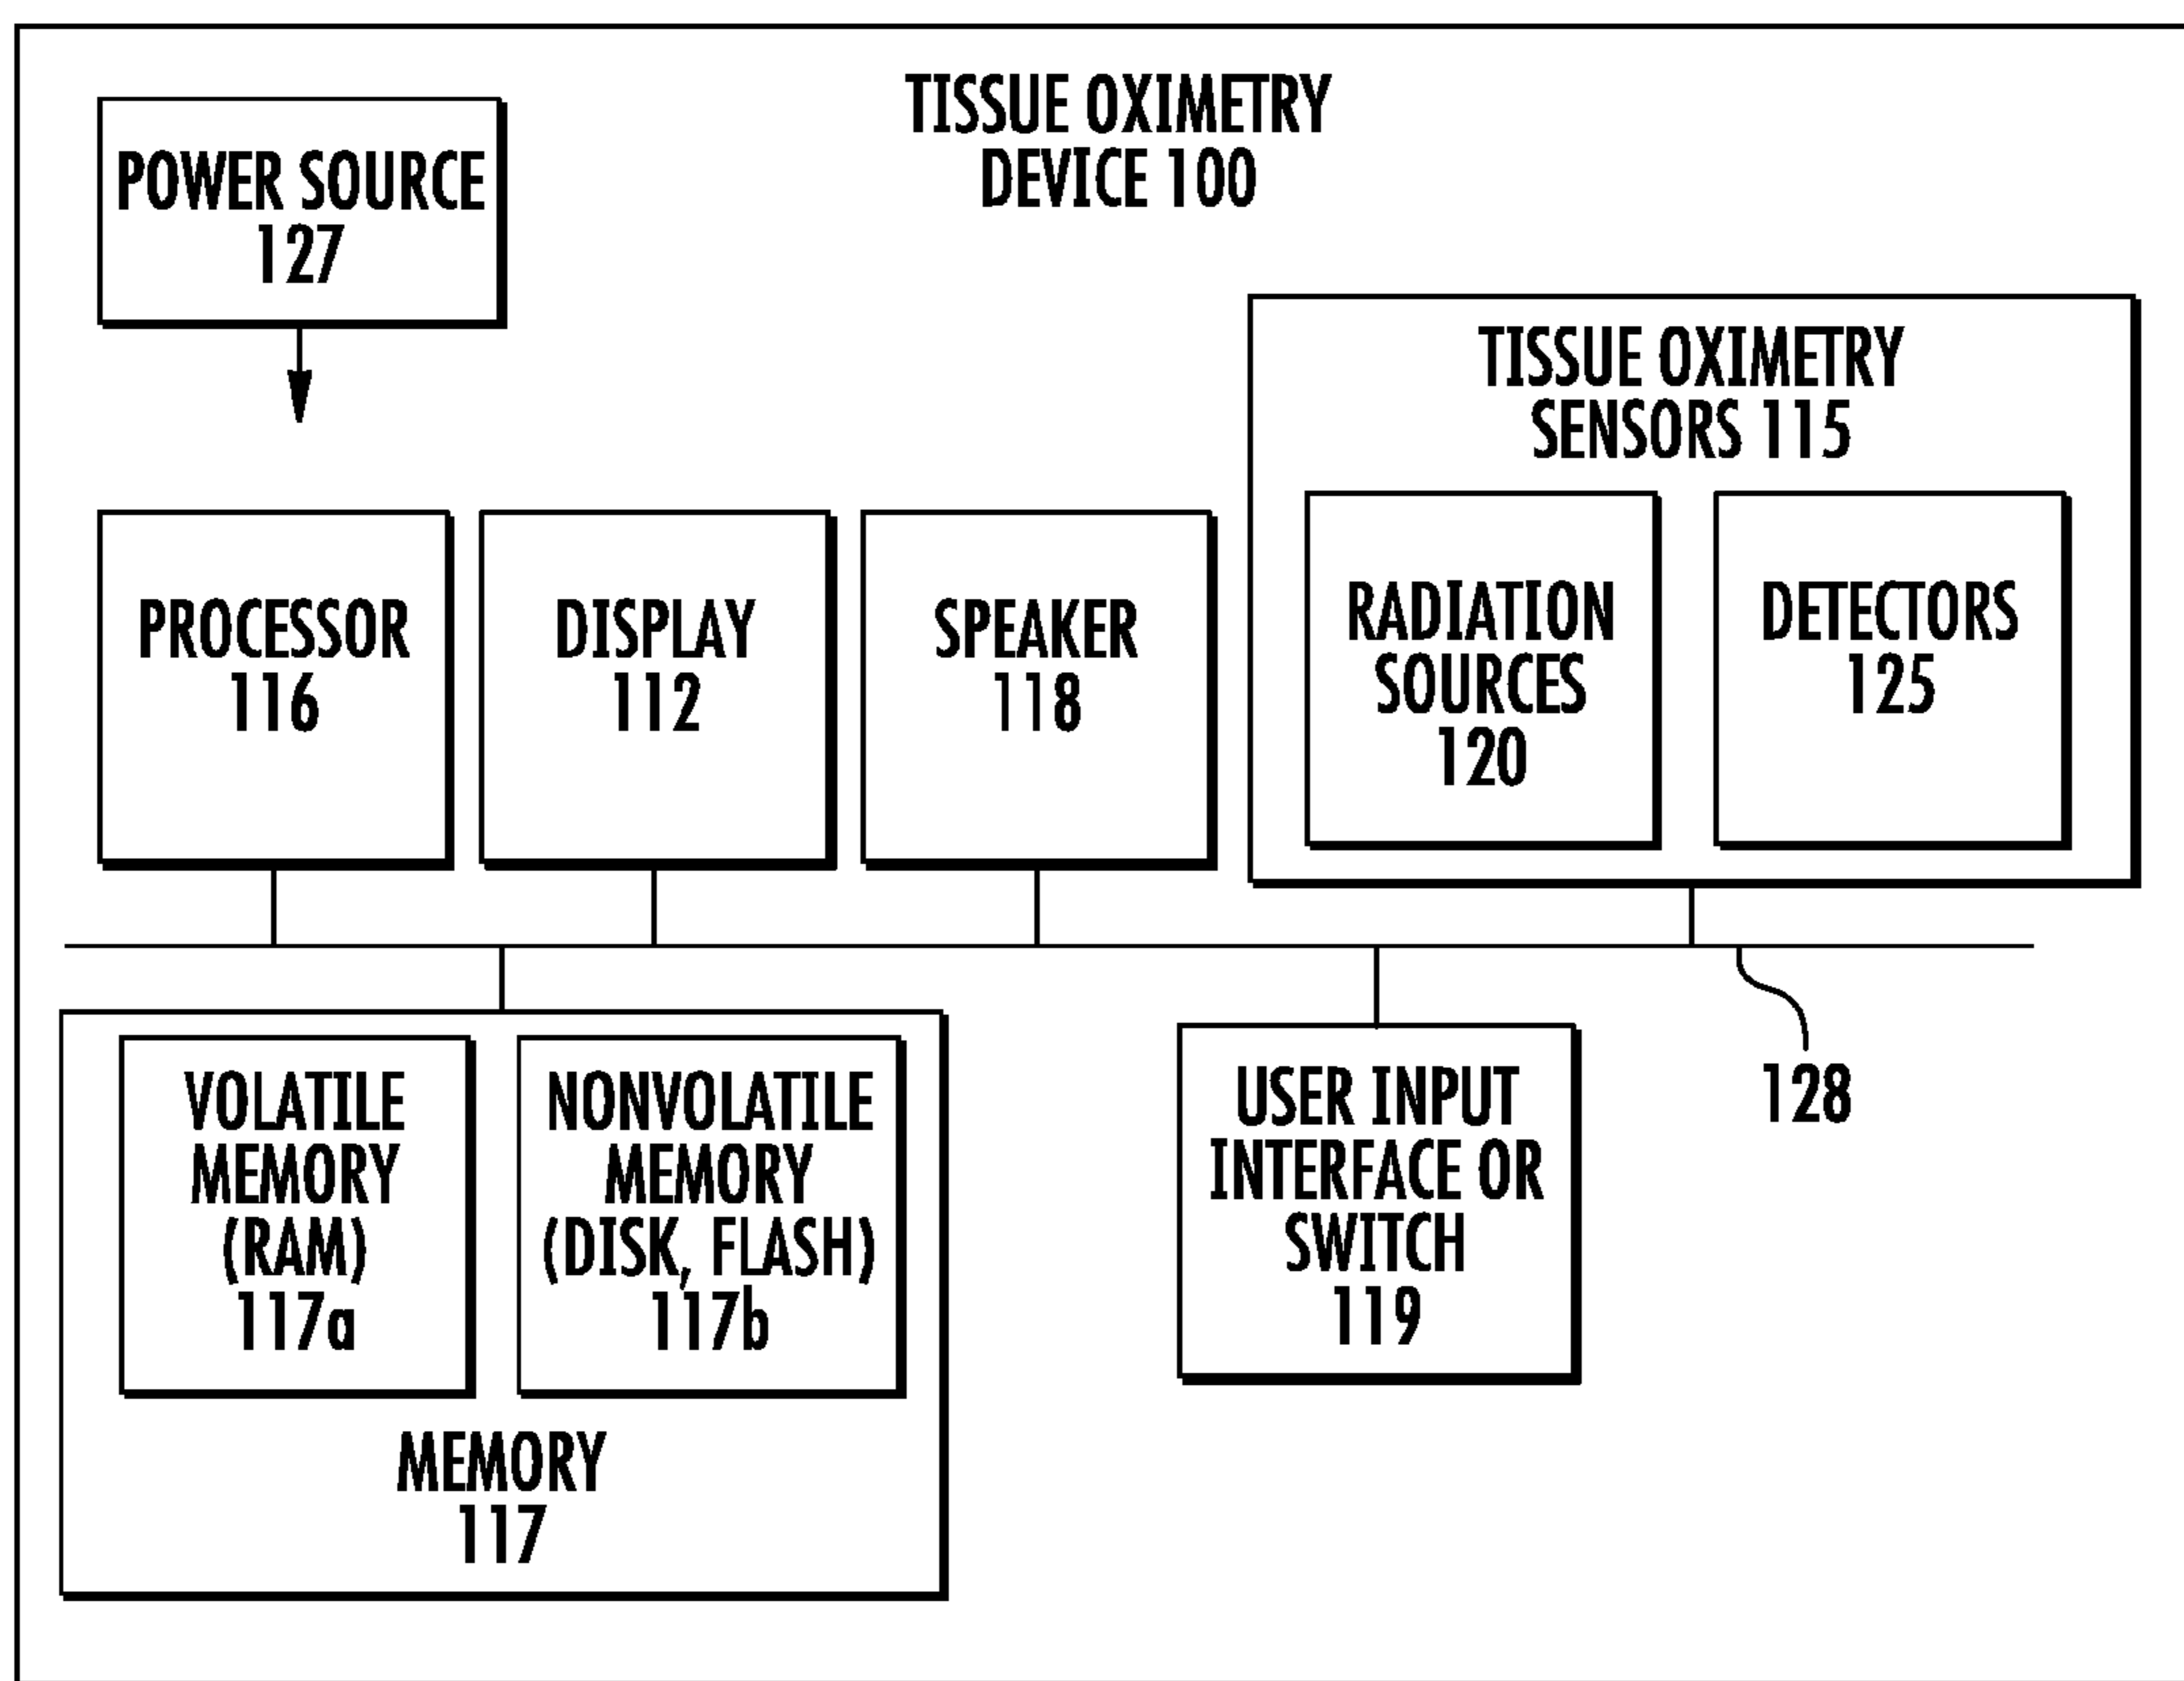 TISSUE OXIMETRY
DEVICE 100
POWER SOURCE
127
TISSUE OXIMETRY
SENSORS 115
PROCESSOR
116
DISPLAY
112
SPEAKER
118
RADIATION
SOURCES
120
DETECTORS
125
VOLATILE
MEMORY
(RAM)
117a
NONVOLATILE
MEMORY
(DISK, FLASH)
117b
MEMORY
117
USER INPUT
INTERFACE OR
SWITCH
119
128